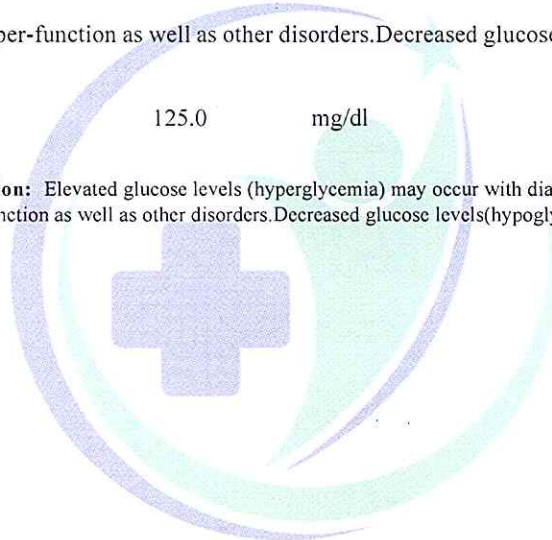 per-function as well as other disorders.Decreased glucose
125.0 mg/dl
on: Elevated glucose levels (hyperglycemia) may occur with dia
nction as well as other disorders.Decreased glucose levels(hypogly